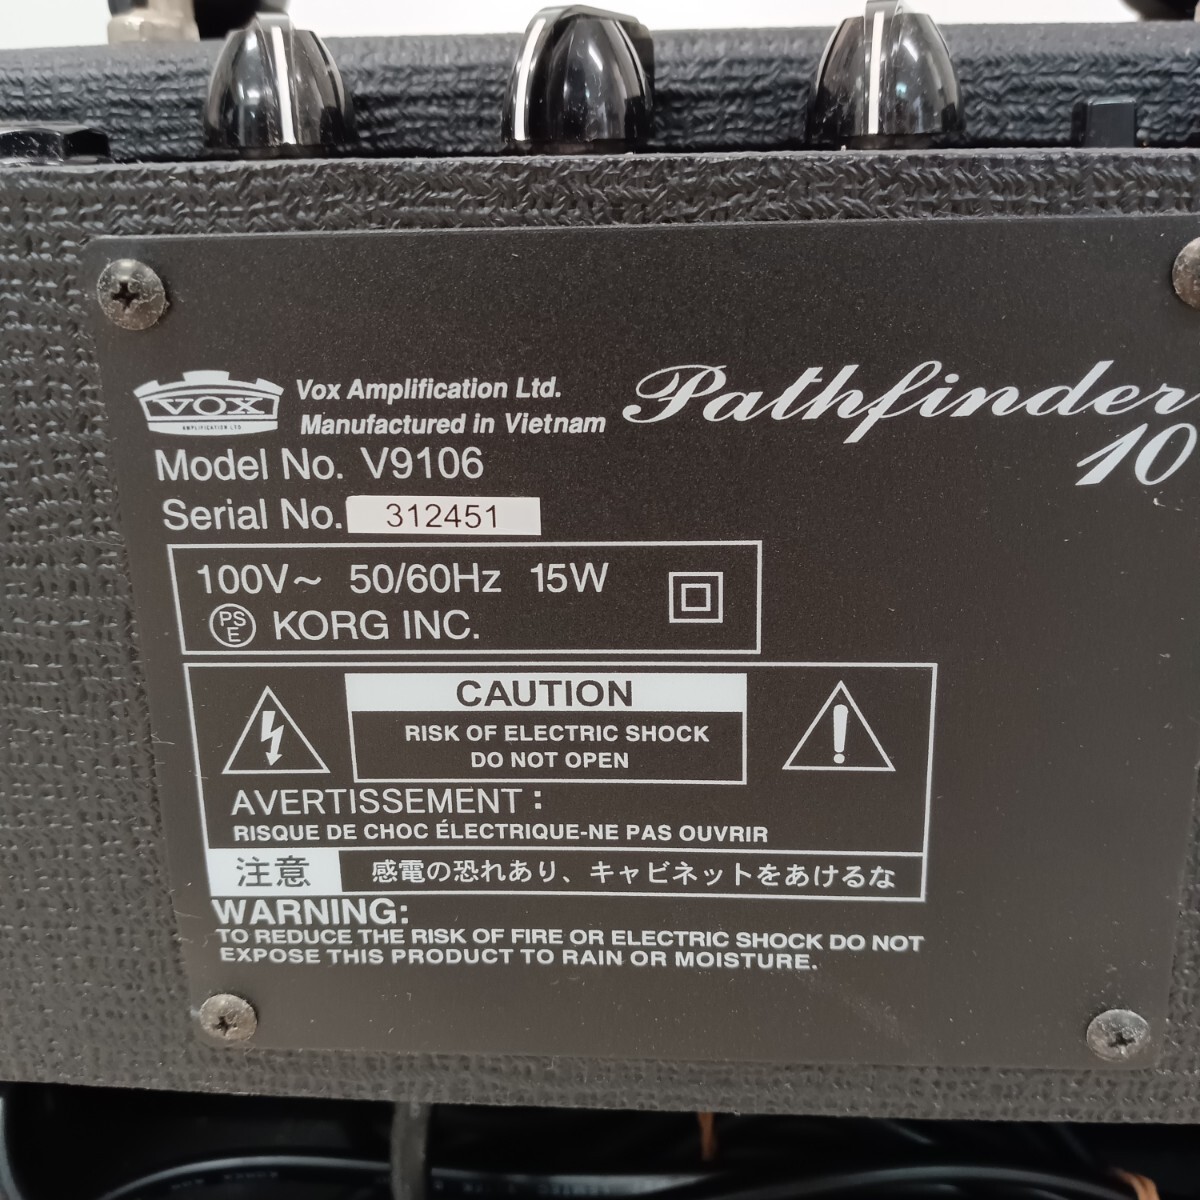 VOX
AMPLIFICATION LTD.
Vox Amplification Ltd.
Manufactured in Vietnam
Pathfinder
10
Model No. V9106
Serial No. 312451
100V~ 50/60Hz 15W
PS
E
KORG INC.
CAUTION
RISK OF ELECTRIC SHOCK
DO NOT OPEN
AVERTISSEMENT :
RISQUE DE CHOC ÉLECTRIQUE-NE PAS OUVRIR
注意 感電の恐れあり、キャビネットをあけるな
WARNING:
TO REDUCE THE RISK OF FIRE OR ELECTRIC SHOCK DO NOT
EXPOSE THIS PRODUCT TO RAIN OR MOISTURE.